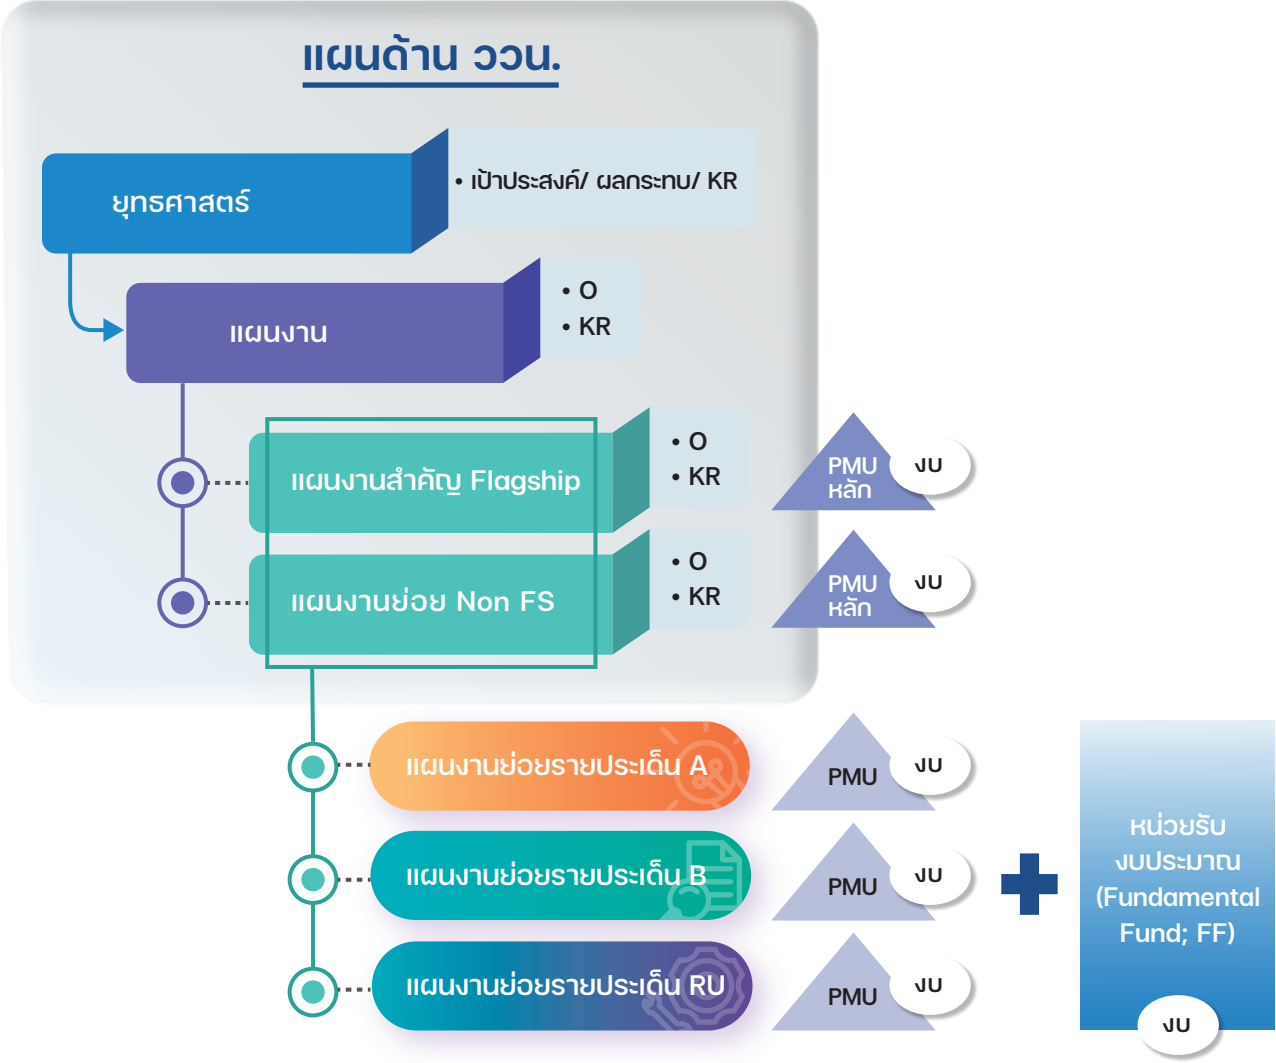 แผนด้าน ววน.
ยุทธศาสตร์
• เป้าประสงค์/ ผลกระทบ/ KR
แผนงาน
• O
• KR
แผนงานสำคัญ Flagship
• O
• KR
PMU
หลัก
งบ
แผนงานย่อย Non FS
• O
• KR
PMU
หลัก
งบ
แผนงานย่อยรายประเด็น A
PMU
งบ
แผนงานย่อยรายประเด็น B
PMU
งบ
แผนงานย่อยรายประเด็น RU
PMU
งบ
หน่วยรับ
งบประมาณ
(Fundamental
Fund; FF)
งบ